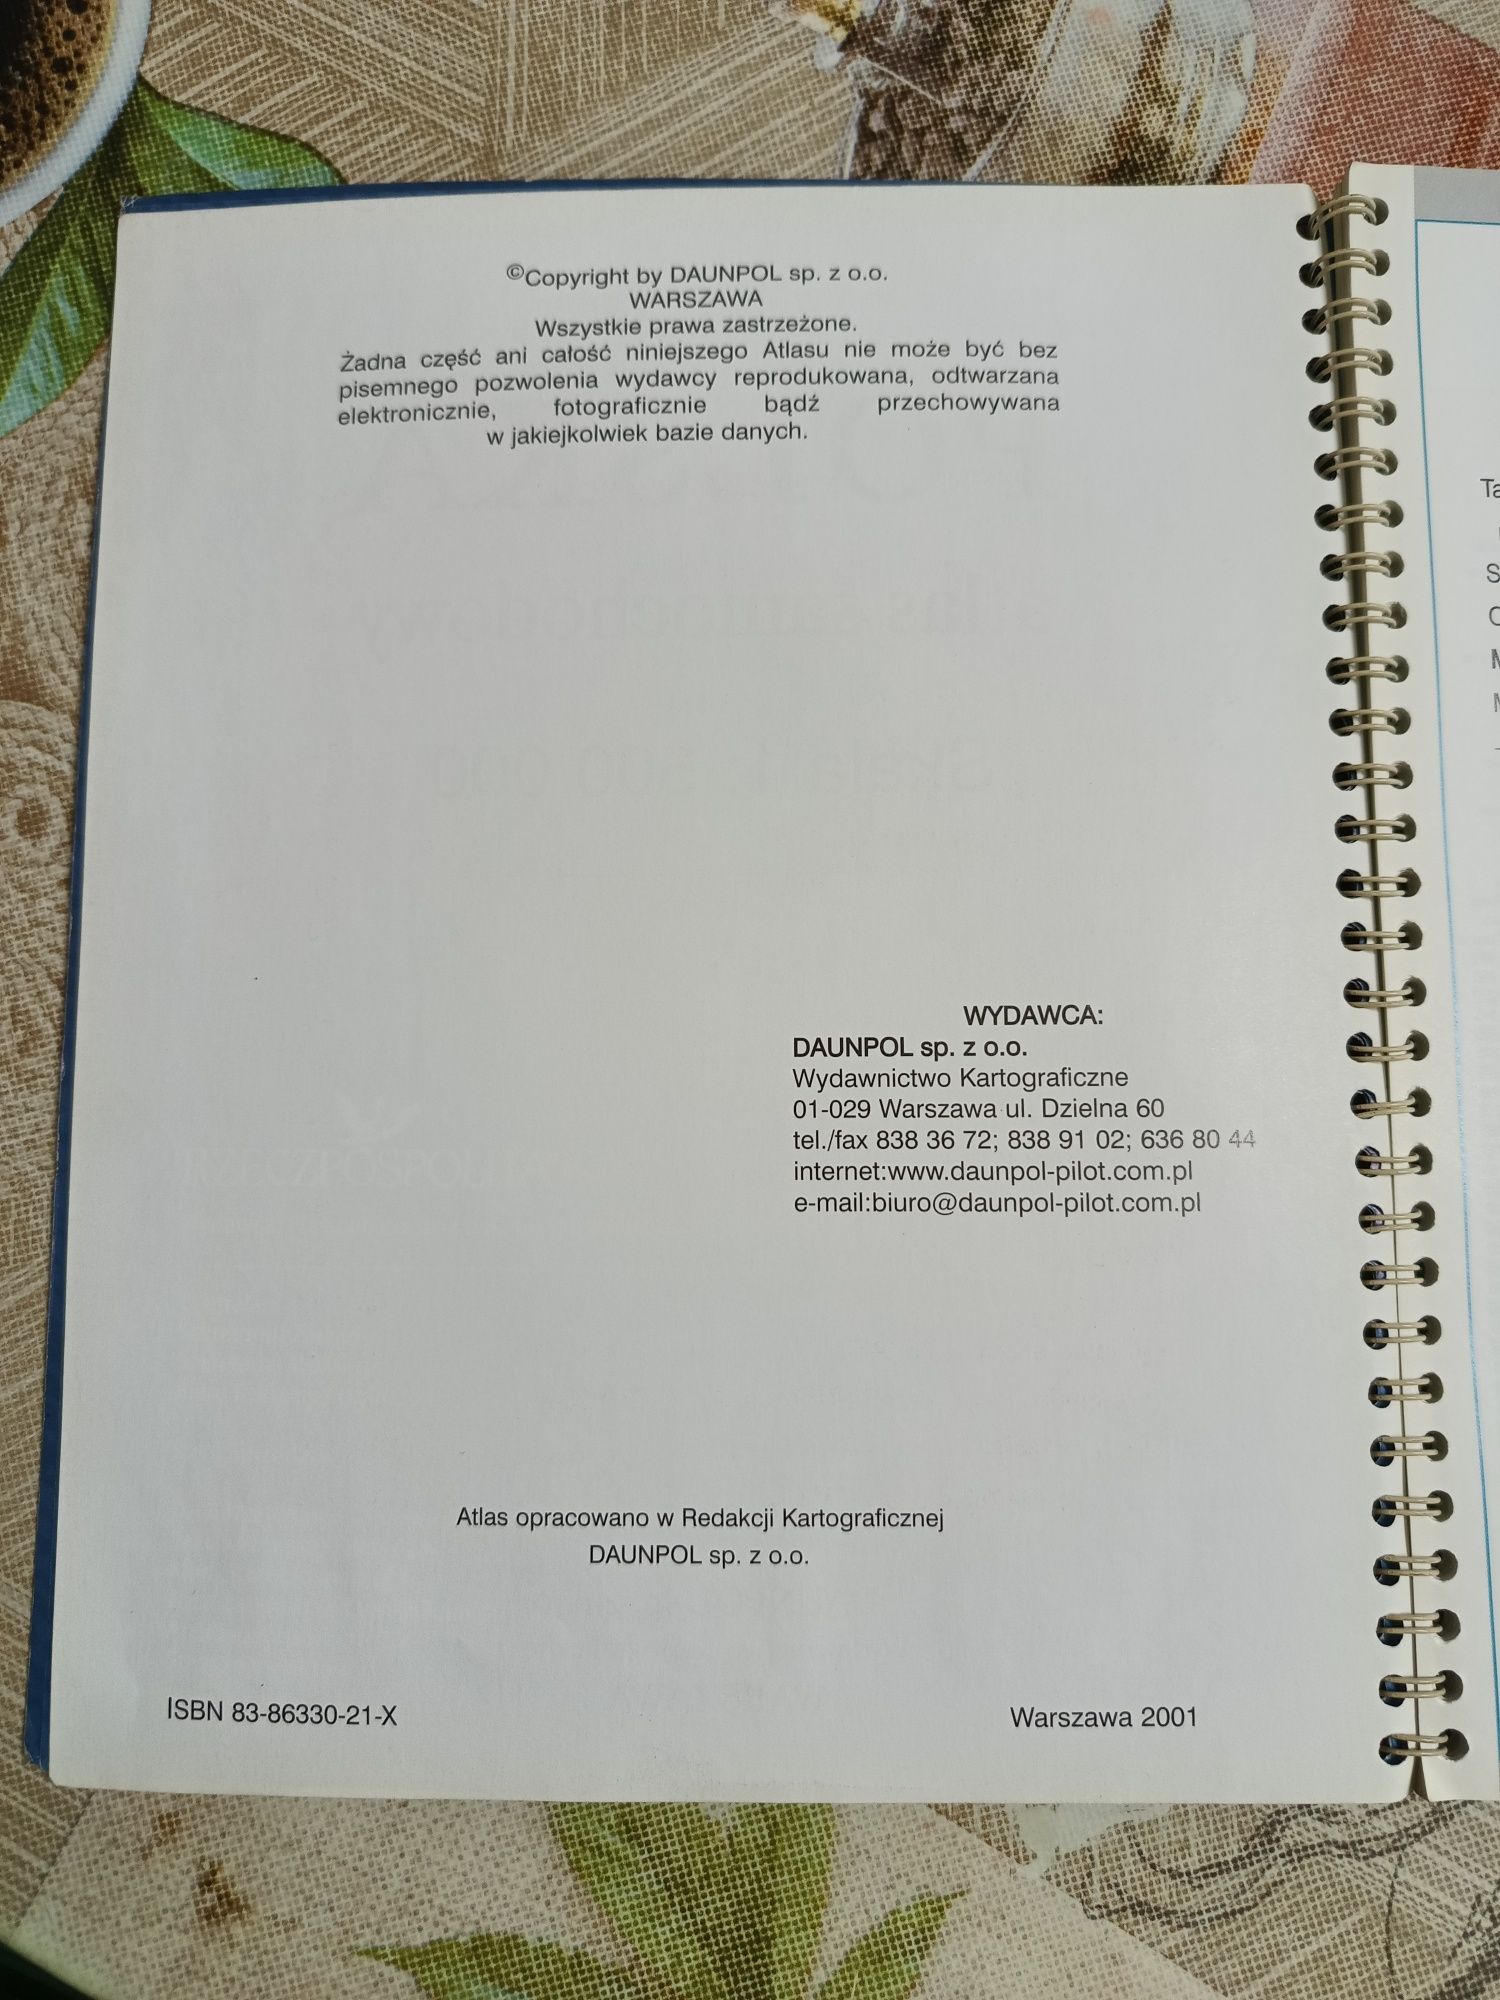 ©Copyright by DAUNPOL sp. z o.o.
WARSZAWA
Wszystkie prawa zastrzeżone.
Żadna część ani całość niniejszego Atlasu nie może być bez
pisemnego pozwolenia wydawcy reprodukowana, odtwarzana
elektronicznie, fotograficznie bądź przechowywana
w jakiejkolwiek bazie danych.
WYDAWCA:
DAUNPOL sp. z o.o.
Wydawnictwo Kartograficzne
01-029 Warszawa ul. Dzielna 60
tel./fax 838 36 72; 838 91 02; 636 80 44
internet:www.daunpol-pilot.com.pl
e-mail:biuro@daunpol-pilot.com.pl
Atlas opracowano w Redakcji Kartograficznej
DAUNPOL sp. z o.o.
ISBN 83-86330-21-X
Warszawa 2001